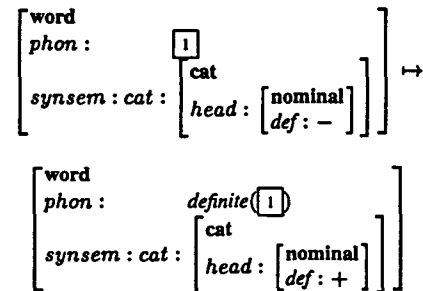 word
phon : 1
cat
synsem : cat : head : nominal ↦
def : −
word
phon : definite(1)
cat
synsem : cat : head : nominal
def : +